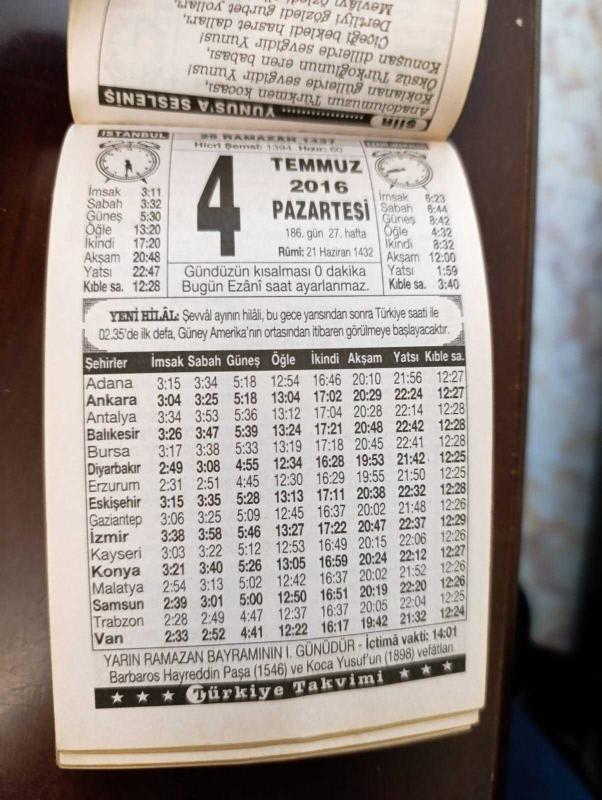 Mevlâyı
Dertliyi gözledi gurbet yolları,
Çiçeği bekledi hasret dalları,
Konuşan dillerde sevgidir Yunus!
Öksüz Türkoğlunun eren babası,
Koklanan güllerde sevgidir Yunus!
Anadolumuzun Türkmen kocası,
ŞİİR YUNUS'A SESLENİŞ
İSTANBUL
28 RAMAZAN 1437
Hicrî Şemsî: 1394 Hızır: 60
4
TEMMUZ
2016
PAZARTESİ
186. gün 27. hafta
Rûmî: 21 Haziran 1432
İmsak 3:11
Sabah 3:32
Güneş 5:30
Öğle 13:20
İkindi 17:20
Akşam 20:48
Yatsı 22:47
Kıble sa. 12:28
İmsak 6:23
Sabah 6:44
Güneş 8:42
Öğle 4:32
İkindi 8:32
Akşam 12:00
Yatsı 1:59
Kıble sa. 3:40
Gündüzün kısalması 0 dakika
Bugün Ezânî saat ayarlanmaz.
YENİ HİLÂL: Şevvâl ayının hilâli, bu gece yarısından sonra Türkiye saati ile
02.35'de ilk defa, Güney Amerika'nın ortasından itibaren görülmeye başlayacaktır.
Şehirler İmsak Sabah Güneş Öğle İkindi Akşam Yatsı Kıble sa.
Adana 3:15 3:34 5:18 12:54 16:46 20:10 21:56 12:27
Ankara 3:04 3:25 5:18 13:04 17:02 20:29 22:24 12:27
Antalya 3:34 3:53 5:36 13:12 17:04 20:28 22:14 12:28
Balıkesir 3:26 3:47 5:39 13:24 17:21 20:48 22:42 12:28
Bursa 3:17 3:38 5:33 13:19 17:18 20:45 22:41 12:28
Diyarbakır 2:49 3:08 4:55 12:34 16:28 19:53 21:42 12:25
Erzurum 2:31 2:51 4:45 12:30 16:29 19:55 21:50 12:25
Eskişehir 3:15 3:35 5:28 13:13 17:11 20:38 22:32 12:28
Gaziantep 3:06 3:25 5:09 12:45 16:37 20:02 21:48 12:26
İzmir 3:38 3:58 5:46 13:27 17:22 20:47 22:37 12:29
Kayseri 3:03 3:22 5:12 12:53 16:49 20:15 22:06 12:26
Konya 3:21 3:40 5:26 13:05 16:59 20:24 22:12 12:27
Malatya 2:54 3:13 5:02 12:42 16:37 20:02 21:52 12:26
Samsun 2:39 3:01 5:00 12:50 16:51 20:19 22:20 12:26
Trabzon 2:28 2:49 4:47 12:37 16:37 20:05 22:04 12:25
Van 2:33 2:52 4:41 12:22 16:17 19:42 21:32 12:24
YARIN RAMAZAN BAYRAMININ I. GÜNÜDÜR - İctimâ vakti: 14:01
Barbaros Hayreddin Paşa (1546) ve Koca Yusuf'un (1898) vefâtları
Türkiye Takvimi